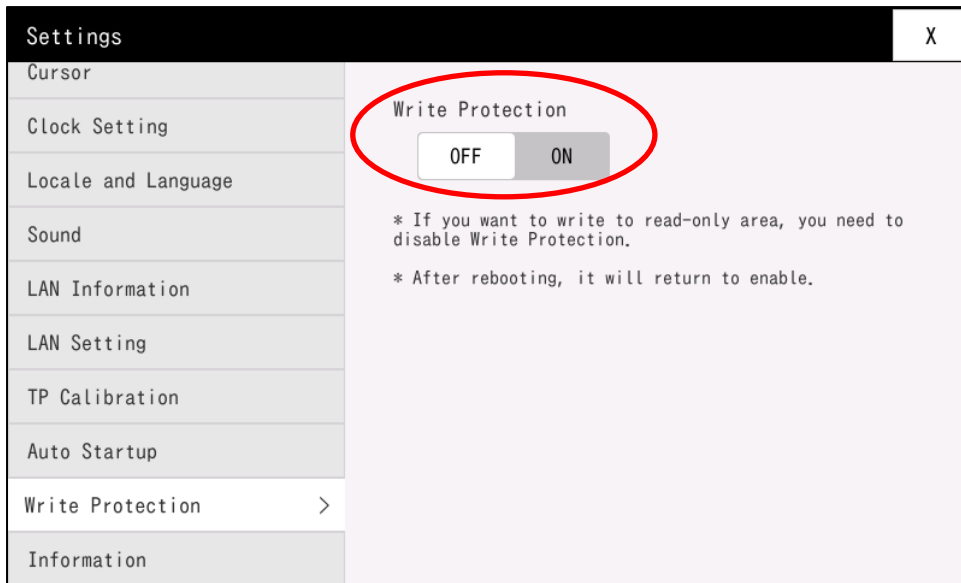 Settings
X
Cursor
Clock Setting
Locale and Language
Sound
LAN Information
LAN Setting
TP Calibration
Auto Startup
Write Protection >
Information
Write Protection
OFF ON
* If you want to write to read-only area, you need to
disable Write Protection.
* After rebooting, it will return to enable.